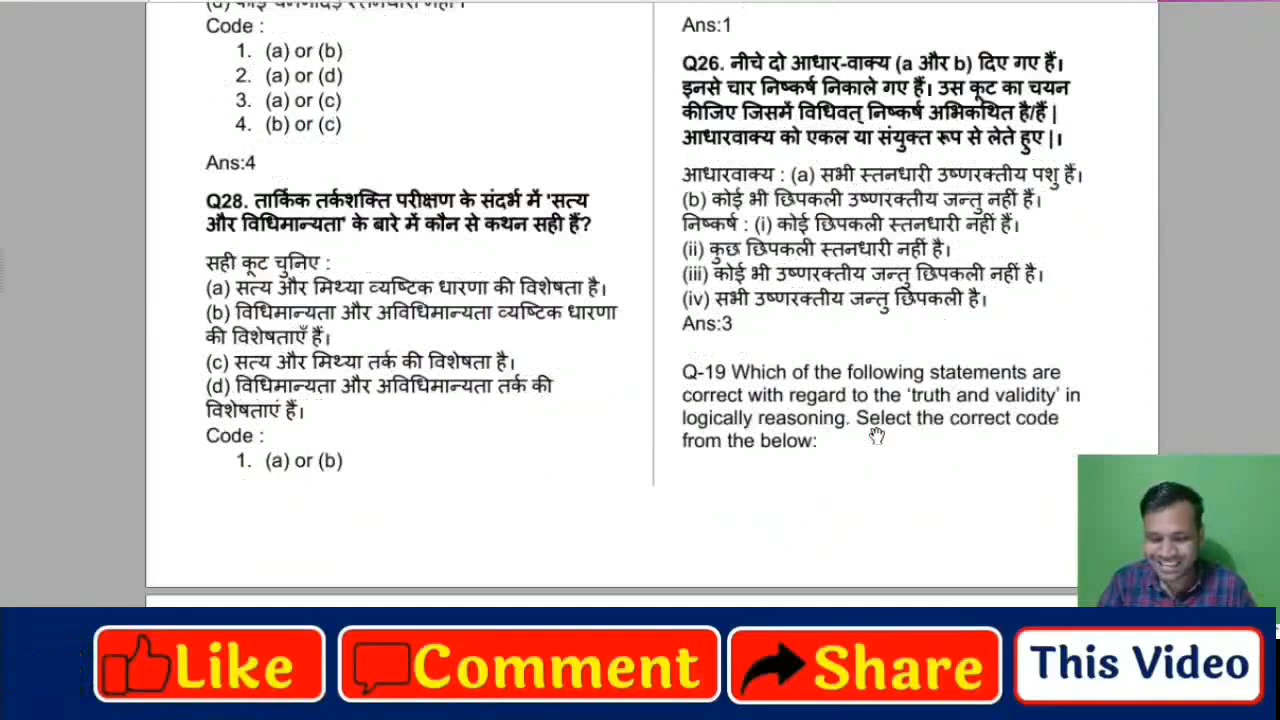 Code :
1. (a) or (b)
2. (a) or (d)
3. (a) or (c)
4. (b) or (c)
Ans:4
Q28. तार्किक तर्कशक्ति परीक्षण के संदर्भ में 'सत्य
और विधिमान्यता' के बारे में कौन से कथन सही हैं?
सही कूट चुनिए :
(a) सत्य और मिथ्या व्यष्टिक धारणा की विशेषता है।
(b) विधिमान्यता और अविधिमान्यता व्यष्टिक धारणा
की विशेषताएँ हैं।
(c) सत्य और मिथ्या तर्क की विशेषता है।
(d) विधिमान्यता और अविधिमान्यता तर्क की
विशेषताएं हैं।
Code :
1. (a) or (b)
Ans:1
Q26. नीचे दो आधार-वाक्य (a और b) दिए गए हैं।
इनसे चार निष्कर्ष निकाले गए हैं। उस कूट का चयन
कीजिए जिसमें विधिवत् निष्कर्ष अभिकथित है/हैं |
आधारवाक्य को एकल या संयुक्त रूप से लेते हुए |।
आधारवाक्य : (a) सभी स्तनधारी उष्णरक्तीय पशु हैं।
(b) कोई भी छिपकली उष्णरक्तीय जन्तु नहीं हैं।
निष्कर्ष : (i) कोई छिपकली स्तनधारी नहीं हैं।
(ii) कुछ छिपकली स्तनधारी नहीं है।
(iii) कोई भी उष्णरक्तीय जन्तु छिपकली नहीं है।
(iv) सभी उष्णरक्तीय जन्तु छिपकली है।
Ans:3
Q-19 Which of the following statements are
correct with regard to the ‘truth and validity’ in
logically reasoning. Select the correct code
from the below:
Like
Comment
Share
This Video